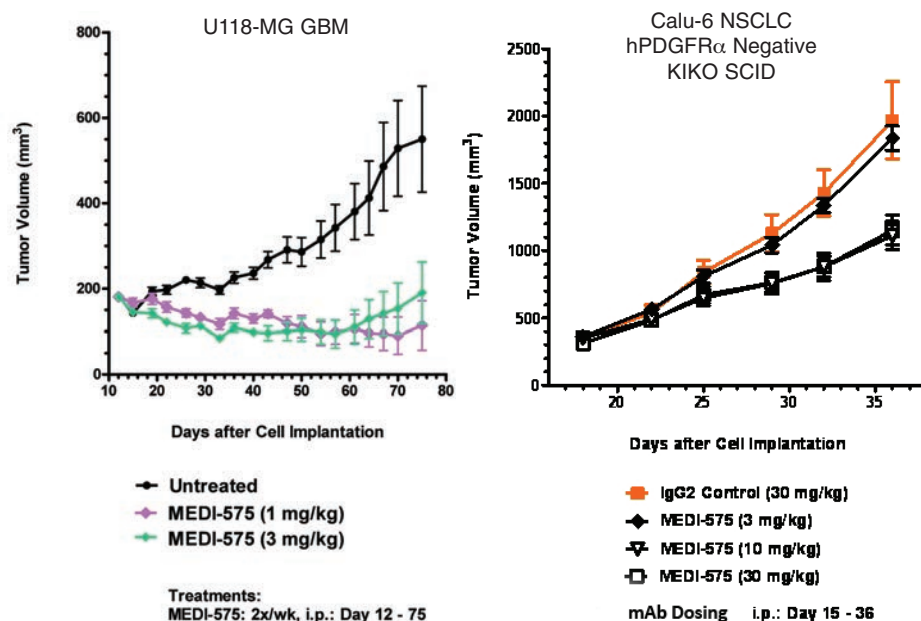 U118-MG GBM
800
600
400
200
0
Tumor Volume (mm3)
10 20 30 40 50 60 70 80
Days after Cell Implantation
Untreated
MEDI-575 (1 mg/kg)
MEDI-575 (3 mg/kg)
Treatments:
MEDI-575: 2x/wk, i.p.: Day 12 - 75
Calu-6 NSCLC
hPDGFRα Negative
KIKO SCID
2500
2000
1500
1000
500
0
Tumor Volume (mm3)
20 25 30 35
Days after Cell Implantation
IgG2 Control (30 mg/kg)
MEDI-575 (3 mg/kg)
MEDI-575 (10 mg/kg)
MEDI-575 (30 mg/kg)
mAb Dosing i.p.: Day 15 - 36